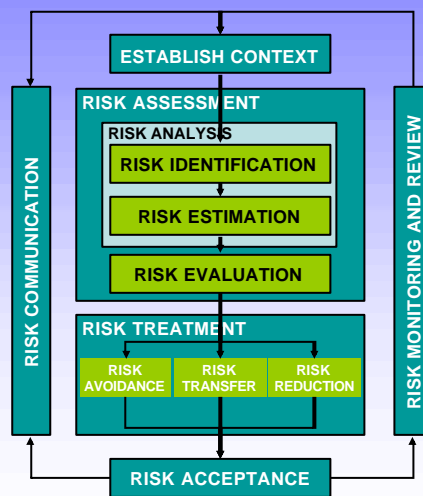 ESTABLISH CONTEXT
RISK ASSESSMENT
RISK ANALYSIS
RISK IDENTIFICATION
RISK ESTIMATION
RISK EVALUATION
RISK TREATMENT
RISK
AVOIDANCE
RISK
TRANSFER
RISK
REDUCTION
RISK ACCEPTANCE
RISK COMMUNICATION
RISK MONITORING AND REVIEW